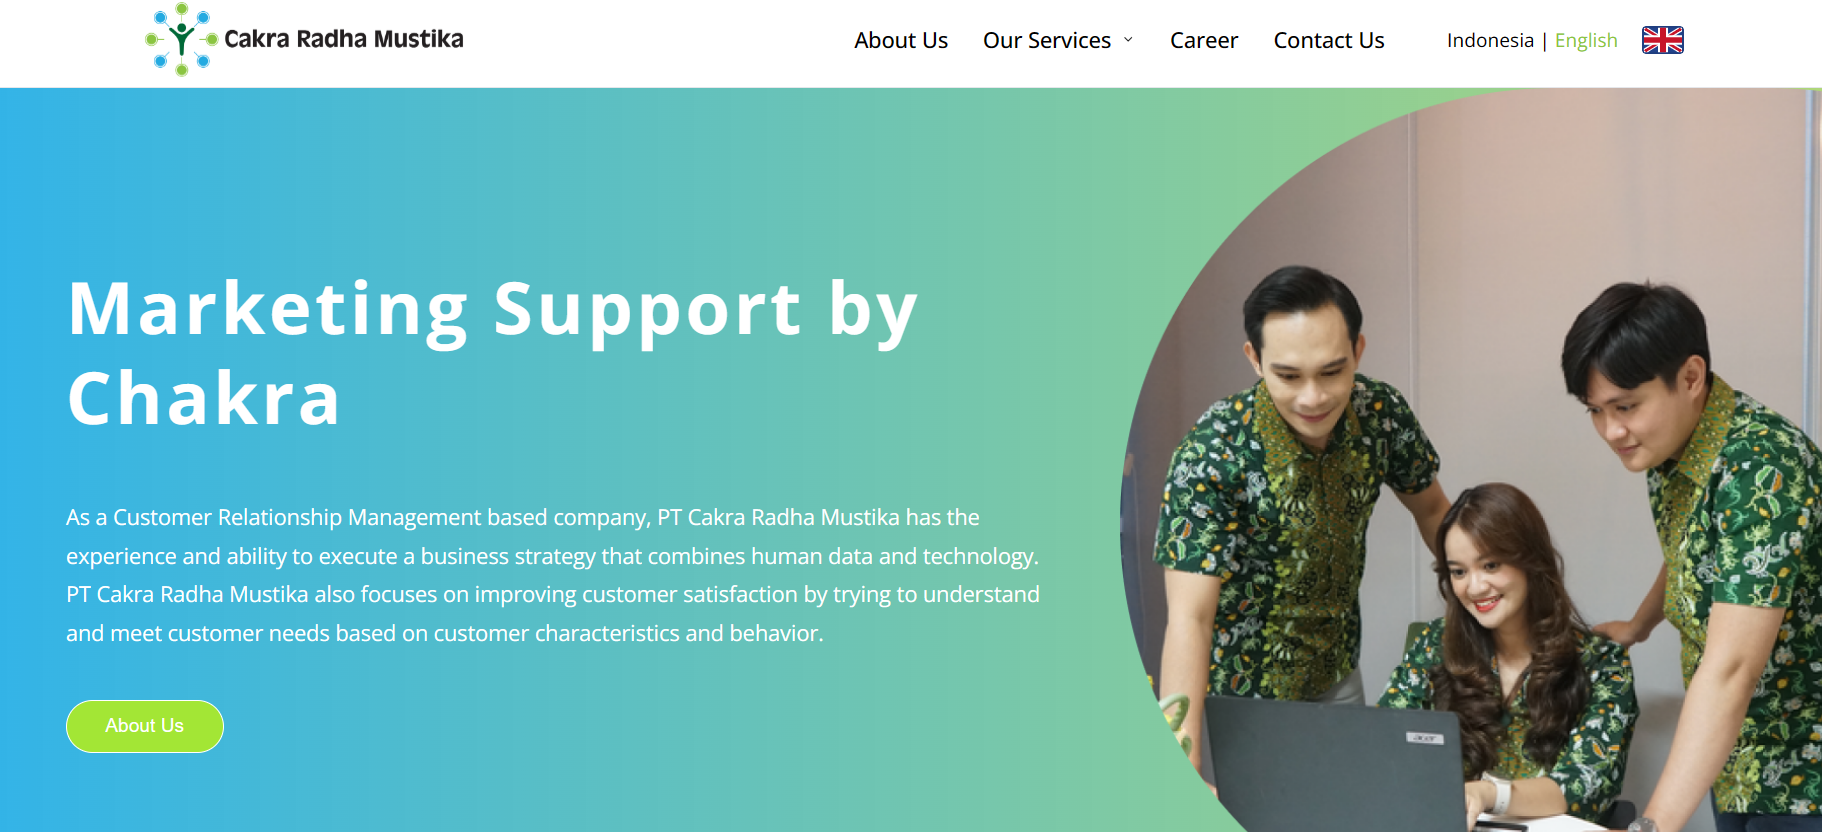 Cakra Radha Mustika
About Us
Our Services
Career
Contact Us
Indonesia | English
Marketing Support by
Chakra
As a Customer Relationship Management based company, PT Cakra Radha Mustika has the
experience and ability to execute a business strategy that combines human data and technology.
PT Cakra Radha Mustika also focuses on improving customer satisfaction by trying to understand
and meet customer needs based on customer characteristics and behavior.
About Us
acer